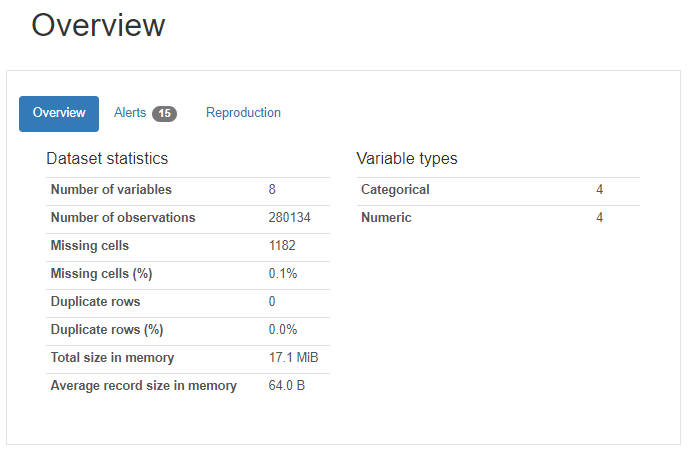 Overview
Overview Alerts 15 Reproduction
Dataset statistics
Number of variables 8
Number of observations 280134
Missing cells 1182
Missing cells (%) 0.1%
Duplicate rows 0
Duplicate rows (%) 0.0%
Total size in memory 17.1 MiB
Average record size in memory 64.0 B
Variable types
Categorical 4
Numeric 4